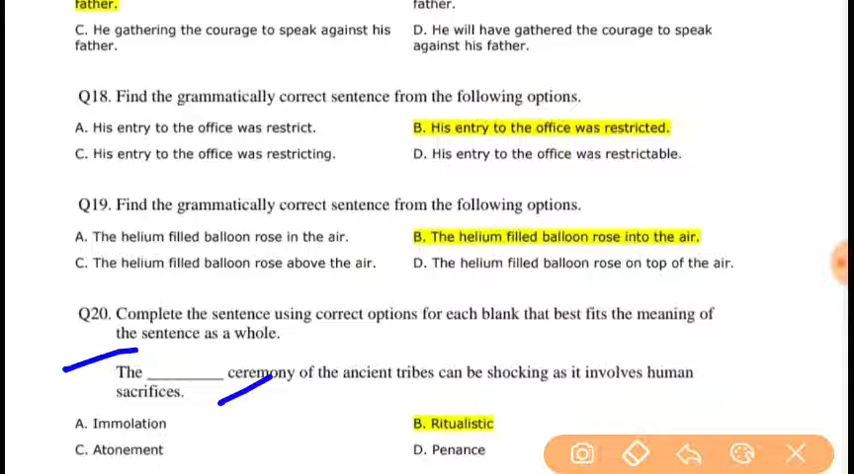 father.
father.
C. He gathering the courage to speak against his father.
D. He will have gathered the courage to speak against his father.
Q18. Find the grammatically correct sentence from the following options.
A. His entry to the office was restrict.
B. His entry to the office was restricted.
C. His entry to the office was restricting.
D. His entry to the office was restrictable.
Q19. Find the grammatically correct sentence from the following options.
A. The helium filled balloon rose in the air.
B. The helium filled balloon rose into the air.
C. The helium filled balloon rose above the air.
D. The helium filled balloon rose on top of the air.
Q20. Complete the sentence using correct options for each blank that best fits the meaning of
the sentence as a whole.
The _________ ceremony of the ancient tribes can be shocking as it involves human
sacrifices.
A. Immolation
B. Ritualistic
C. Atonement
D. Penance